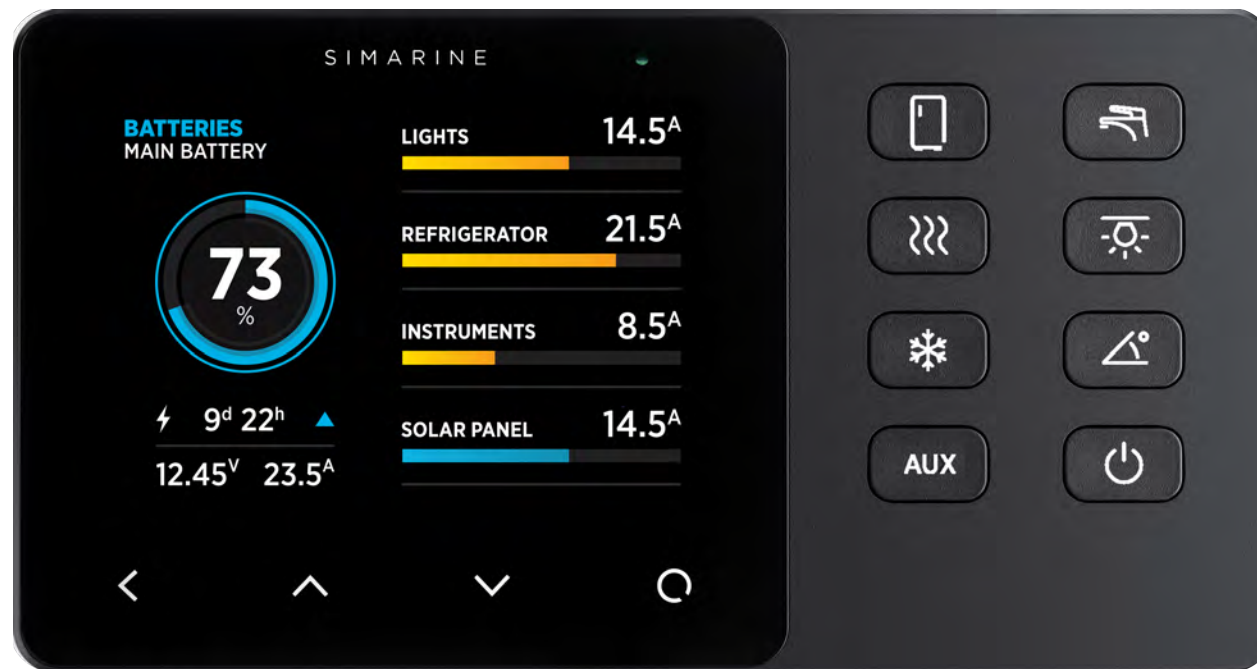 SIMARINE
BATTERIES
MAIN BATTERY
73
%
9d 22h
12.45V 23.5A
LIGHTS 14.5A
REFRIGERATOR 21.5A
INSTRUMENTS 8.5A
SOLAR PANEL 14.5A
AUX